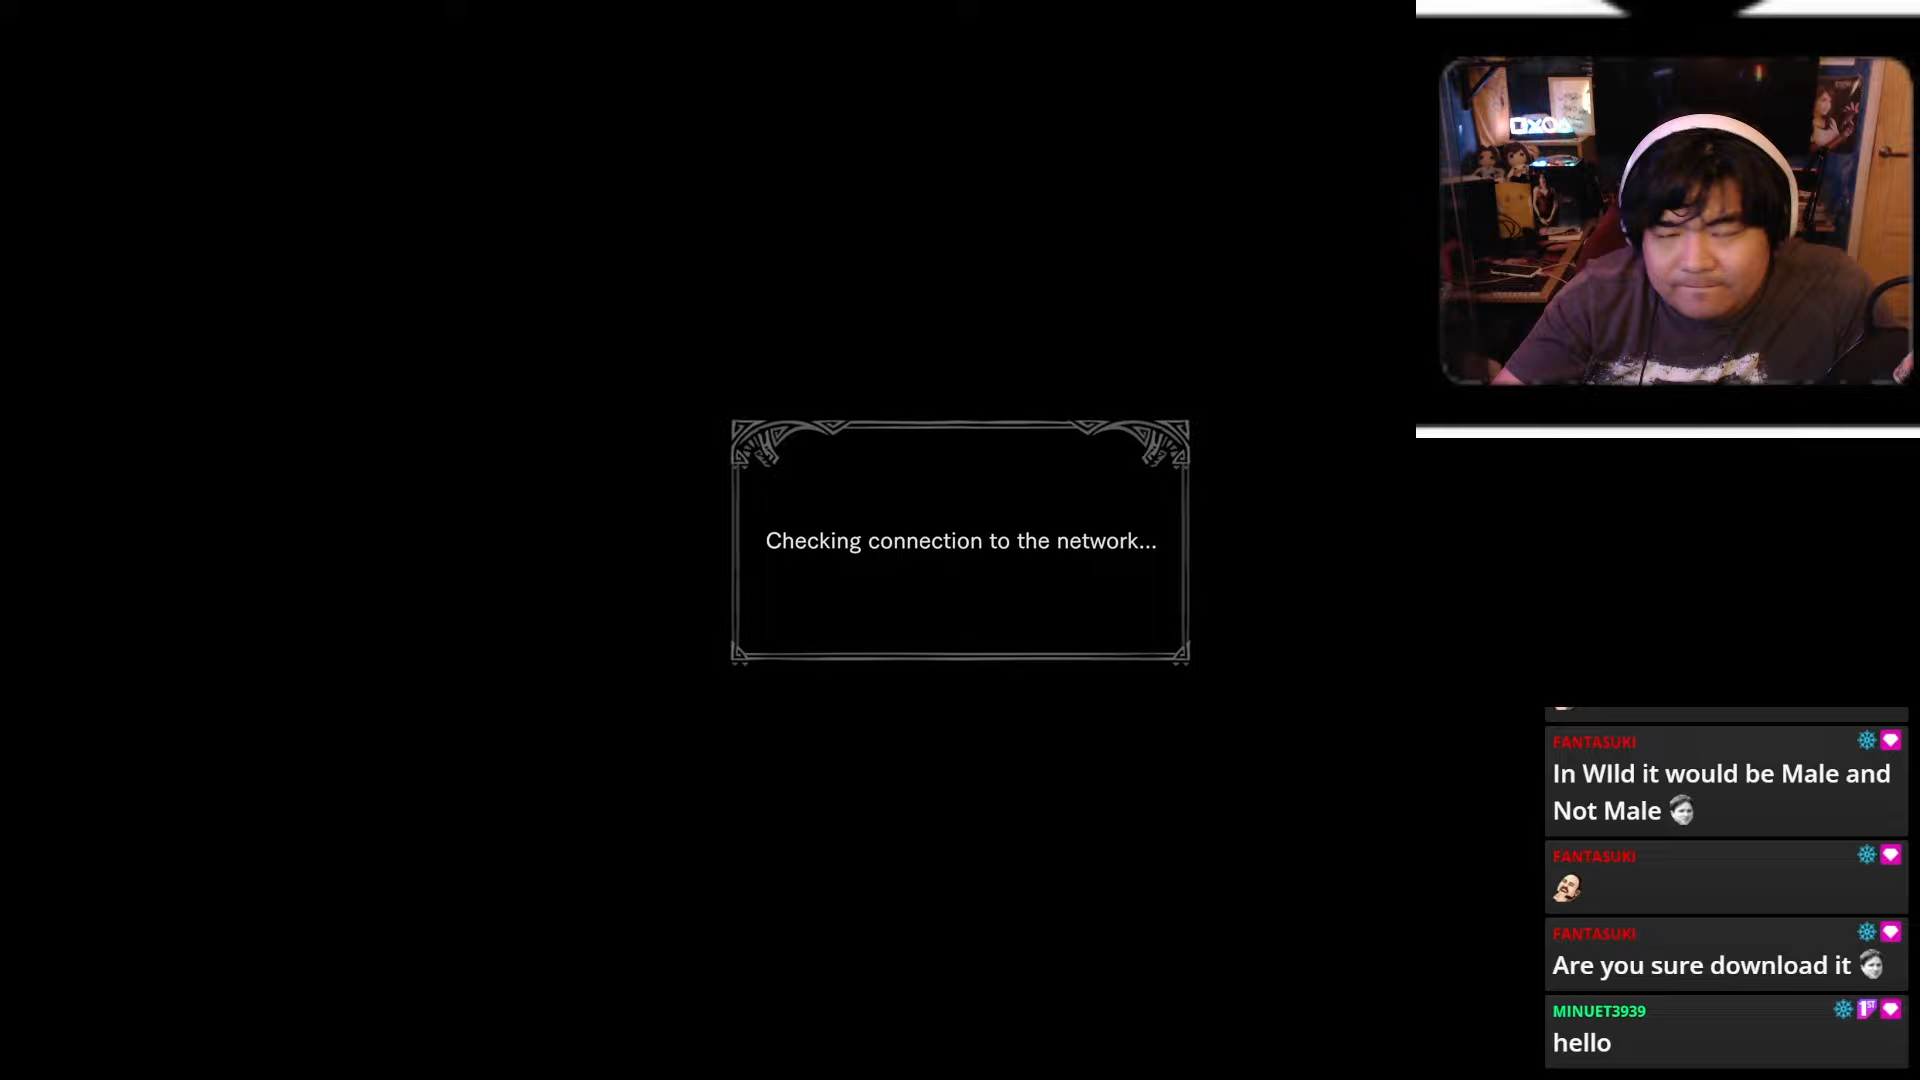 Checking connection to the network...
FANTASUKI
In WIld it would be Male and
Not Male
FANTASUKI
FANTASUKI
Are you sure download it
MINUET3939
1ST
hello